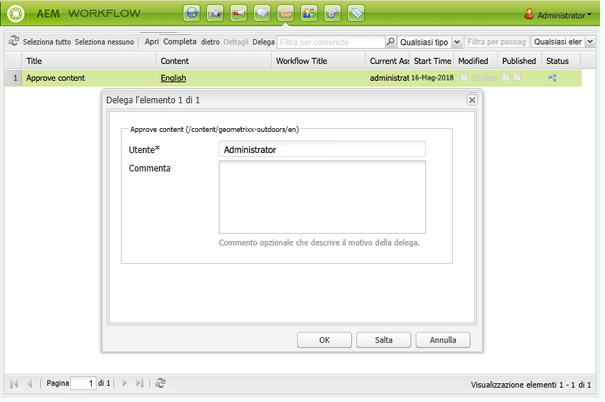 AEM WORKFLOW
Administrator
Seleziona tutto Seleziona nessuno Apri Completa dietro Dettagli Delega Filtra per contenuto Qualsiasi tipo Filtra per passag Qualsiasi eler
Title Content Workflow Title Current Ass Start Time Modified Published Status
1 Approve content English administrat 16-Mag-2018 01-Dec
Delega l'elemento 1 di 1
Approve content (/content/geometrixx-outdoors/en)
Utente* Administrator
Commenta
Commento opzionale che descrive il motivo della delega.
OK Salta Annulla
Pagina 1 di 1 Visualizzazione elementi 1 - 1 di 1